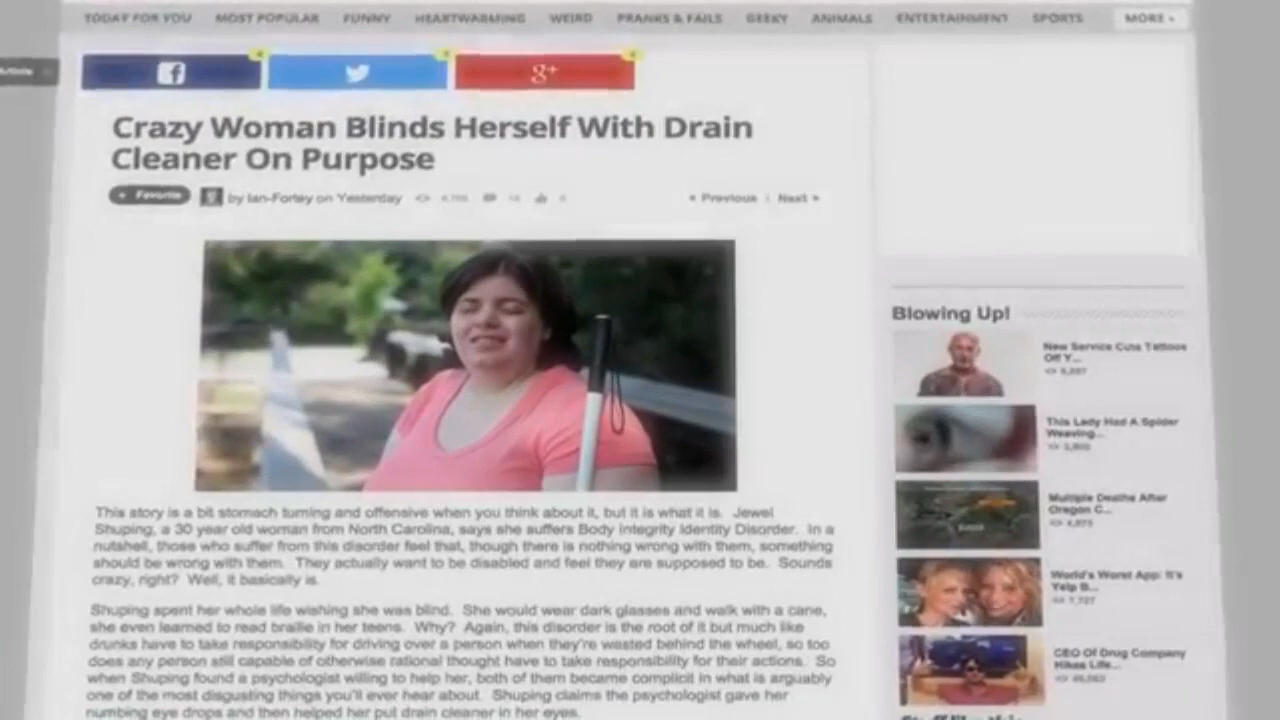 TODAY FOR YOU MOST POPULAR FUNNY HEARTWARMING WEIRD PRANKS & FAILS GEEKY ANIMALS ENTERTAINMENT SPORTS MORE
Article
f g+
Crazy Woman Blinds Herself With Drain
Cleaner On Purpose
+ Favorite by Ian-Fortey on Yesterday « Previous | Next »
This story is a bit stomach turning and offensive when you think about it, but it is what it is. Jewel
Shuping, a 30 year old woman from North Carolina, says she suffers Body Integrity Identity Disorder. In a
nutshell, those who suffer from this disorder feel that, though there is nothing wrong with them, something
should be wrong with them. They actually want to be disabled and feel they are supposed to be. Sounds
crazy, right? Well, it basically is.
Shuping spent her whole life wishing she was blind. She would wear dark glasses and walk with a cane,
she even learned to read braille in her teens. Why? Again, this disorder is the root of it but much like
drunks have to take responsibility for driving over a person when they're wasted behind the wheel, so too
does any person still capable of otherwise rational thought have to take responsibility for their actions. So
when Shuping found a psychologist willing to help her, both of them became complicit in what is arguably
one of the most disgusting things you'll ever hear about. Shuping claims the psychologist gave her
numbing eye drops and then helped her put drain cleaner in her eyes.
Blowing Up!
New Service Cuts Tattoos
Off Y...
This Lady Had A Spider
Weaving...
Multiple Deaths After
Oregon C...
World's Worst App: It's
Yelp B...
7,727
CEO Of Drug Company
Hikes Life...